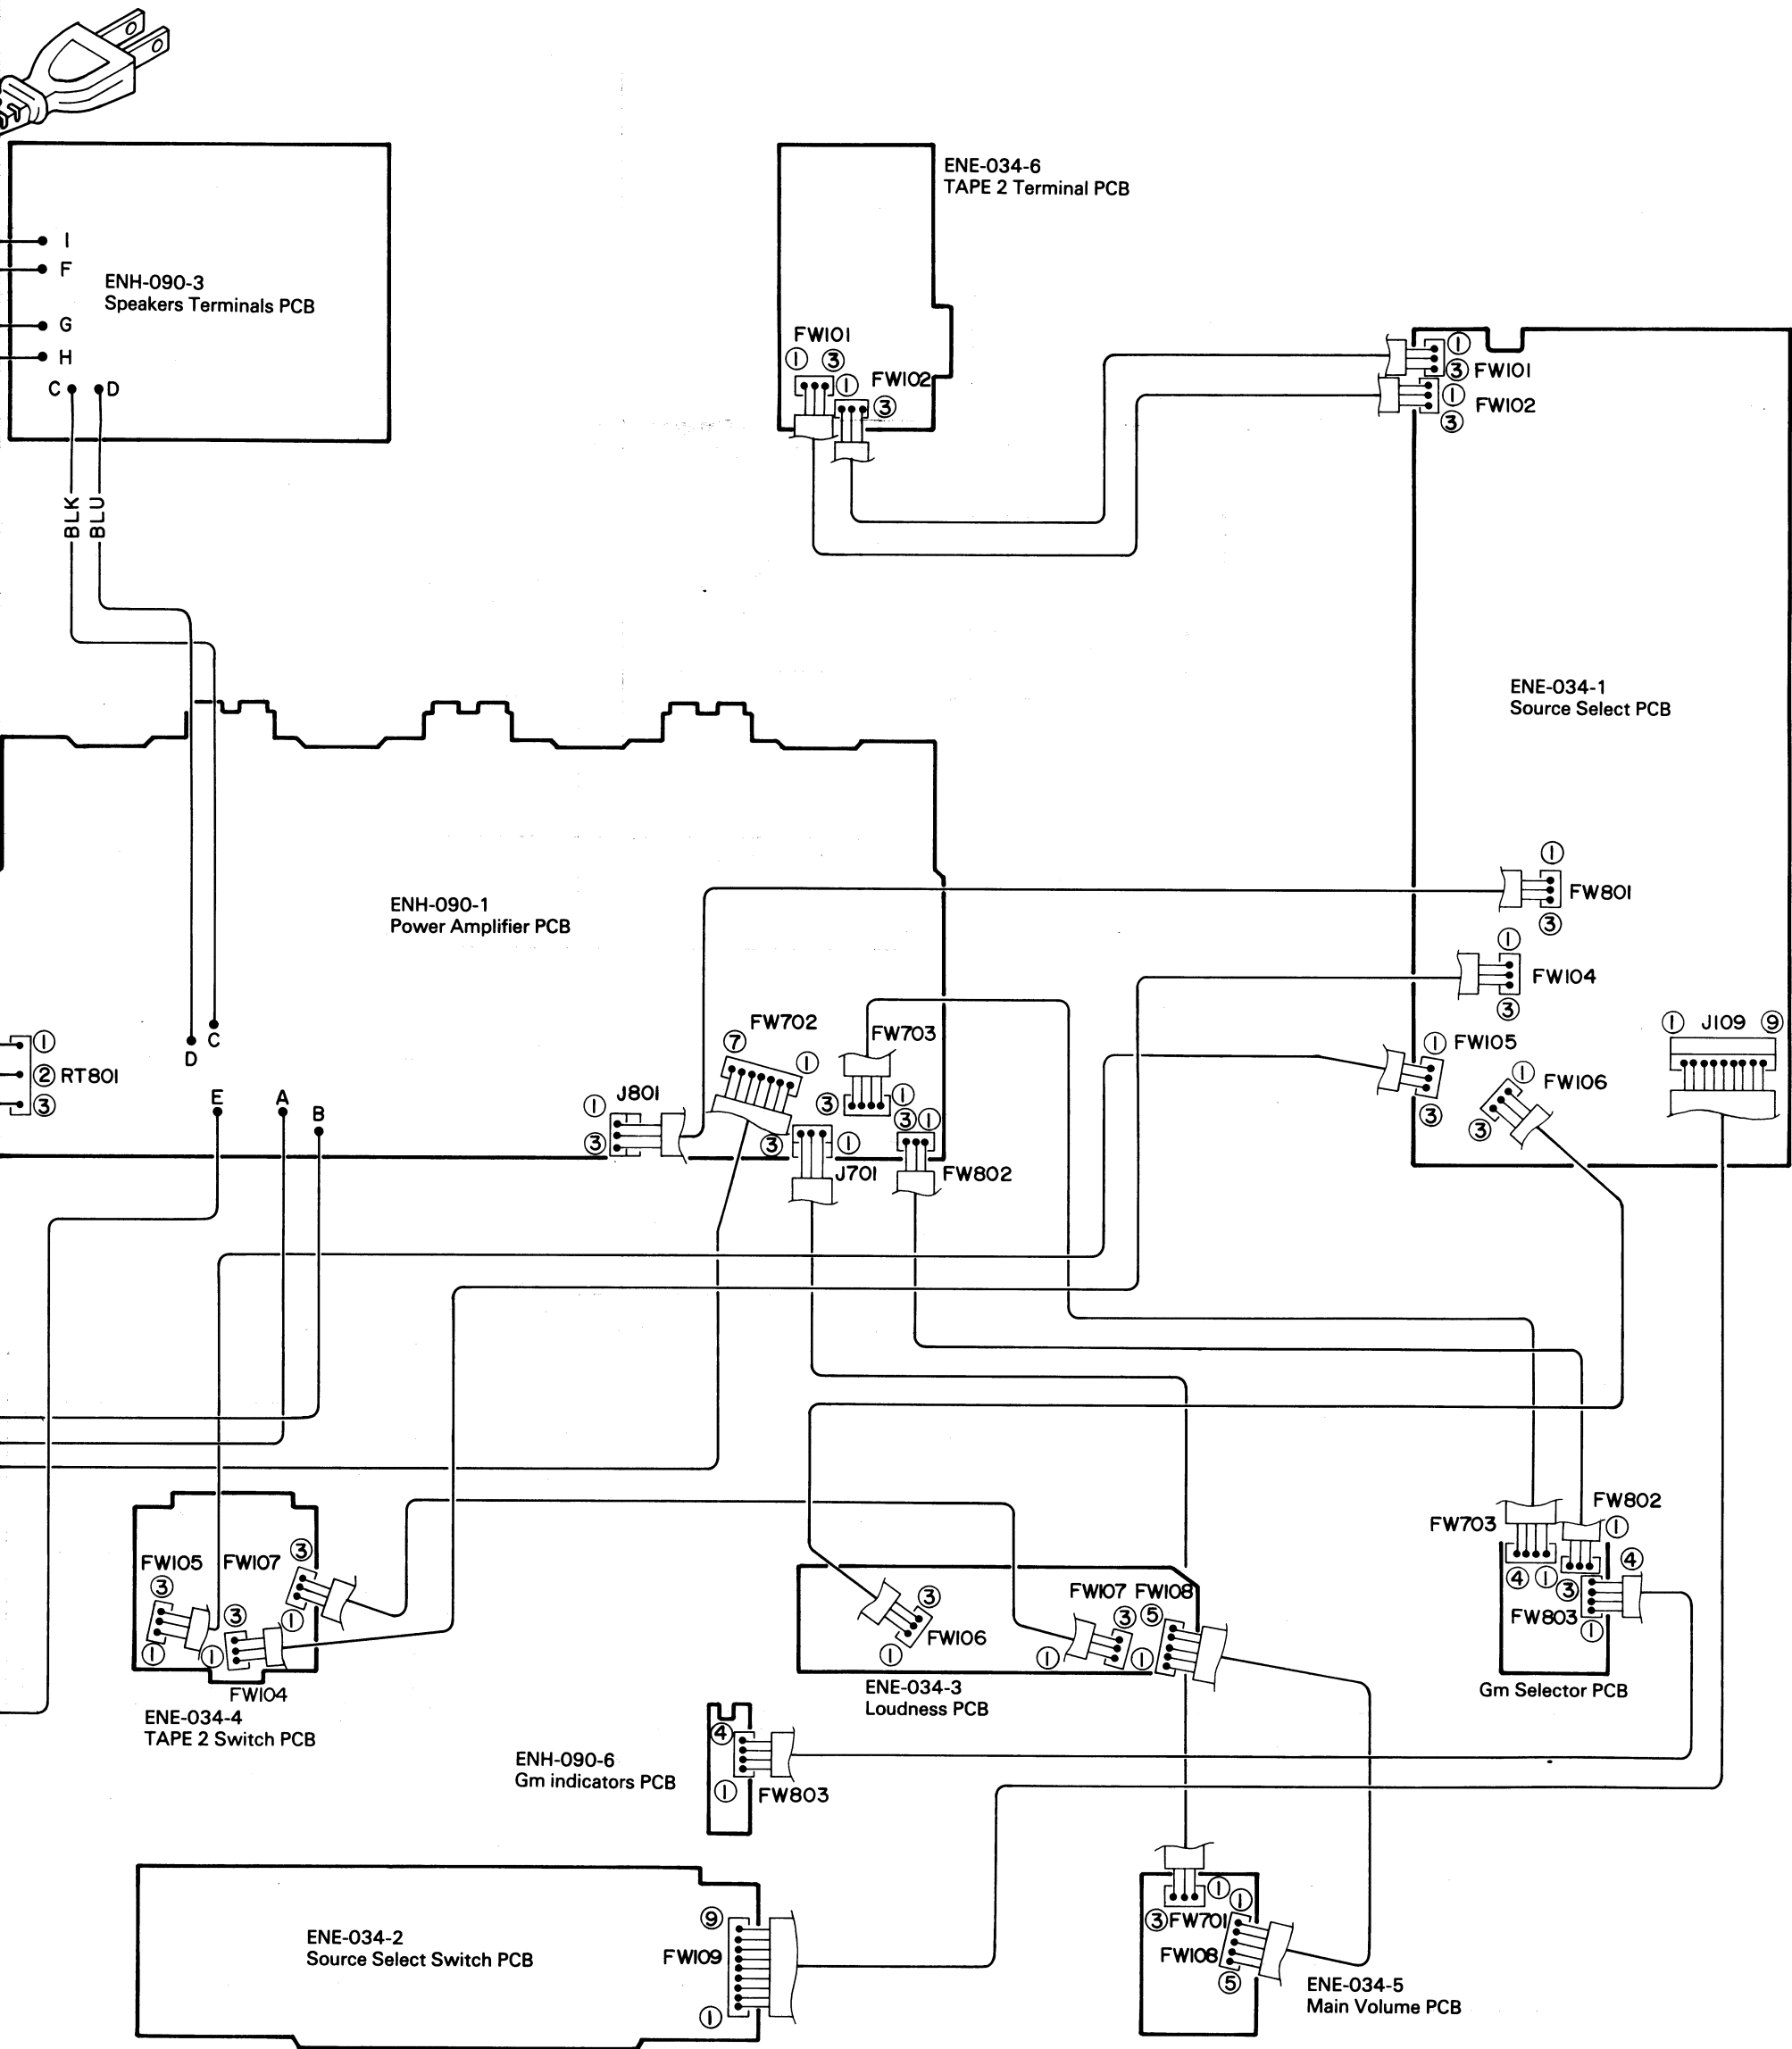 ENE-034-6
TAPE 2 Terminal PCB
I
F
ENH-090-3
Speakers Terminals PCB
G
H
C D
BLK
BLU
FW101
① ③
① FW102
③
①
③ FW101
① FW102
③
ENE-034-1
Source Select PCB
ENH-090-1
Power Amplifier PCB
①
FW801
③
①
FW104
③
① J109 ⑨
① FW105
③
① FW106
③
①
② RT801
③
D
C
E
A
B
J801
①
③
FW702
⑦
①
FW703
③ ①
③ ①
J701
③ ①
FW802
FW105
③
①
FW107
③
①
③
①
FW104
ENE-034-4
TAPE 2 Switch PCB
③
FW106
①
FW107
③
①
FW108
⑤
①
ENE-034-3
Loudness PCB
FW703
④
FW802
①
①
③
④
FW803
①
Gm Selector PCB
ENH-090-6
Gm indicators PCB
④
①
FW803
ENE-034-2
Source Select Switch PCB
⑨
FW109
①
①
③ FW701
①
FW108
⑤
ENE-034-5
Main Volume PCB